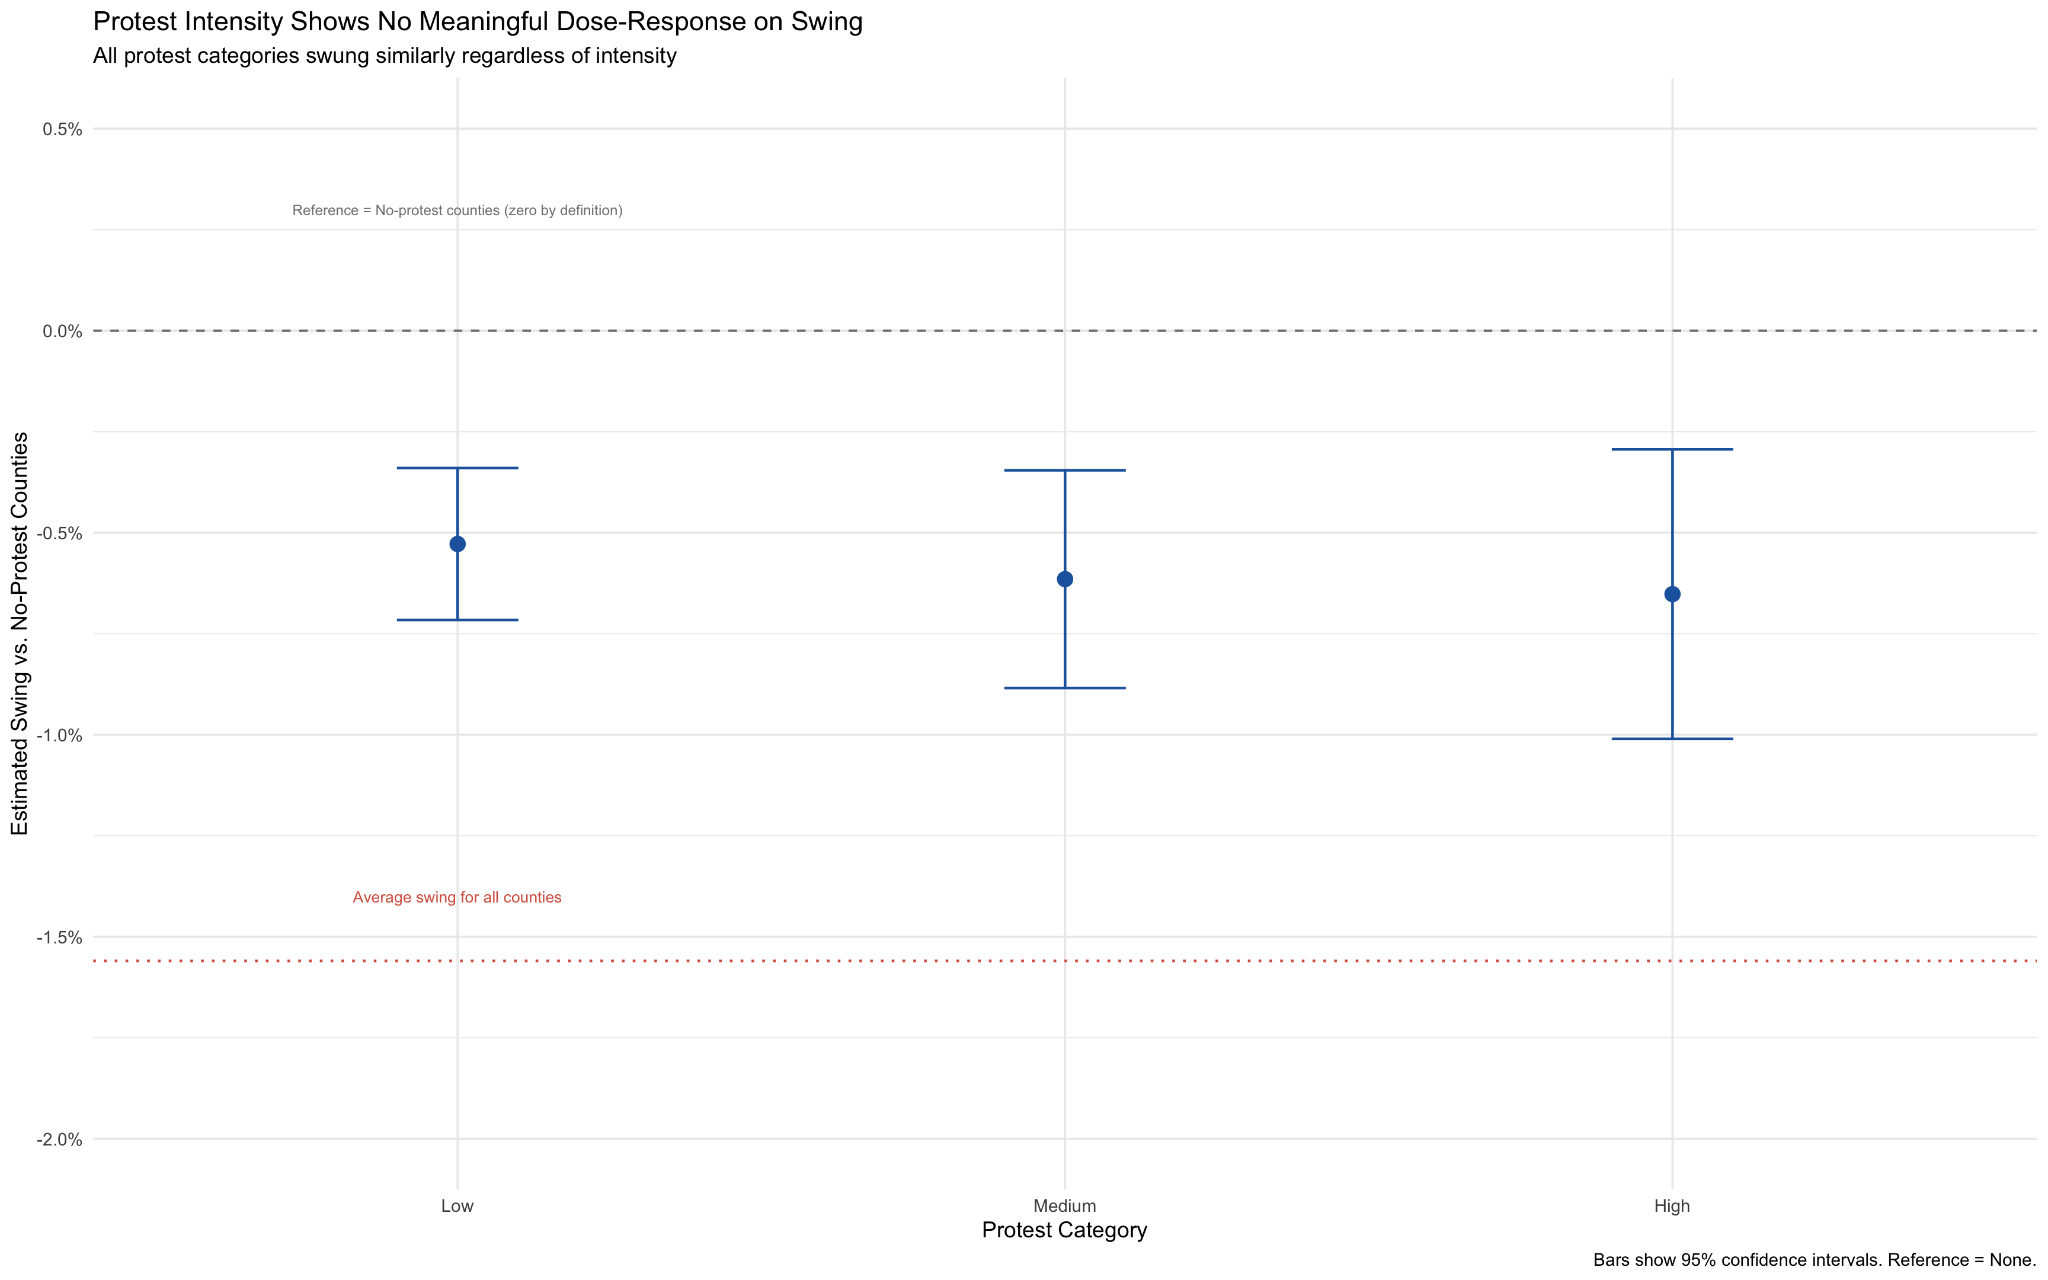 Protest Intensity Shows No Meaningful Dose-Response on Swing
All protest categories swung similarly regardless of intensity
Estimated Swing vs. No-Protest Counties
0.5%
Reference = No-protest counties (zero by definition)
0.0%
-0.5%
-1.0%
Average swing for all counties
-1.5%
-2.0%
Low
Medium
High
Protest Category
Bars show 95% confidence intervals. Reference = None.